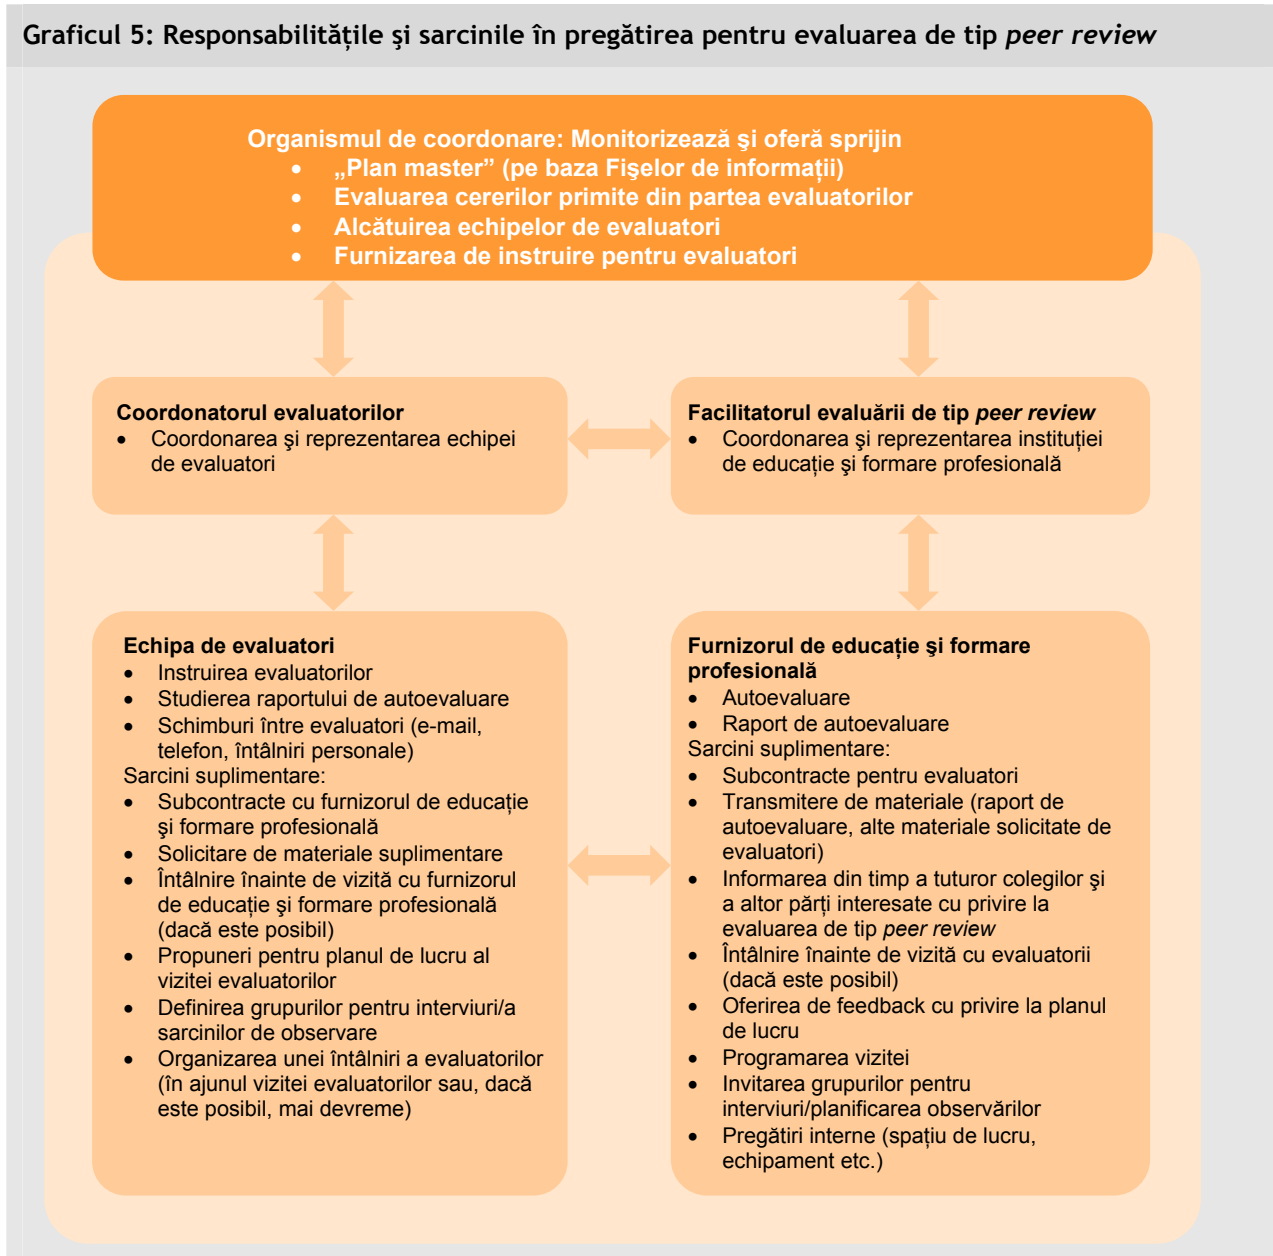 Graficul 5: Responsabilităţile şi sarcinile în pregătirea pentru evaluarea de tip peer review
Organismul de coordonare: Monitorizează şi oferă sprijin
• „Plan master” (pe baza Fişelor de informaţii)
• Evaluarea cererilor primite din partea evaluatorilor
• Alcătuirea echipelor de evaluatori
• Furnizarea de instruire pentru evaluatori
Coordonatorul evaluatorilor
• Coordonarea şi reprezentarea echipei
de evaluatori
Facilitatorul evaluării de tip peer review
• Coordonarea şi reprezentarea instituţiei
de educaţie şi formare profesională
Echipa de evaluatori
• Instruirea evaluatorilor
• Studierea raportului de autoevaluare
• Schimburi între evaluatori (e-mail,
telefon, întâlniri personale)
Sarcini suplimentare:
• Subcontracte cu furnizorul de educaţie
şi formare profesională
• Solicitare de materiale suplimentare
• Întâlnire înainte de vizită cu furnizorul
de educaţie şi formare profesională
(dacă este posibil)
• Propuneri pentru planul de lucru al
vizitei evaluatorilor
• Definirea grupurilor pentru interviuri/a
sarcinilor de observare
• Organizarea unei întâlniri a evaluatorilor
(în ajunul vizitei evaluatorilor sau, dacă
este posibil, mai devreme)
Furnizorul de educaţie şi formare
profesională
• Autoevaluare
• Raport de autoevaluare
Sarcini suplimentare:
• Subcontracte pentru evaluatori
• Transmitere de materiale (raport de
autoevaluare, alte materiale solicitate de
evaluatori)
• Informarea din timp a tuturor colegilor şi
a altor părţi interesate cu privire la
evaluarea de tip peer review
• Întâlnire înainte de vizită cu evaluatorii
(dacă este posibil)
• Oferirea de feedback cu privire la planul
de lucru
• Programarea vizitei
• Invitarea grupurilor pentru
interviuri/planificarea observărilor
• Pregătiri interne (spaţiu de lucru,
echipament etc.)